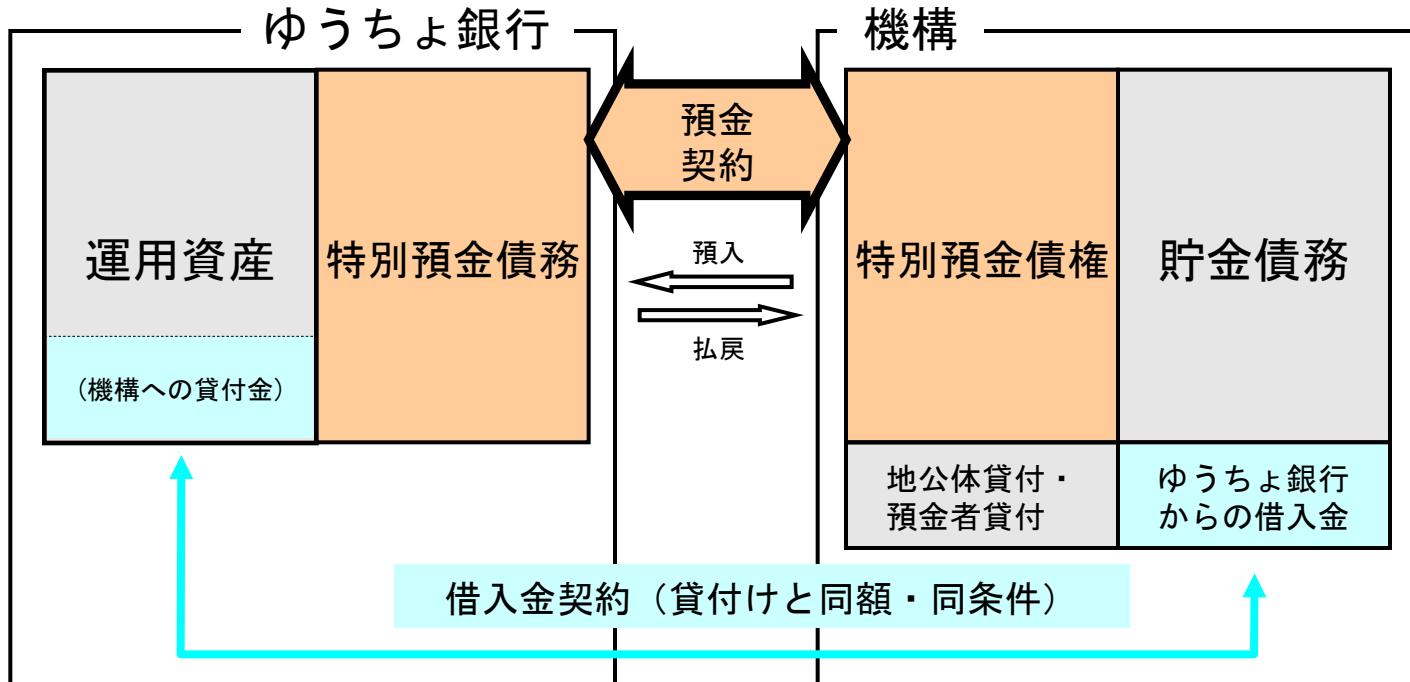 ゆうちょ銀行
機構
預金
契約
運用資産
特別預金債務
預入
払戻
特別預金債権
貯金債務
（機構への貸付金）
地公体貸付・
預金者貸付
ゆうちょ銀行
からの借入金
借入金契約（貸付けと同額・同条件）